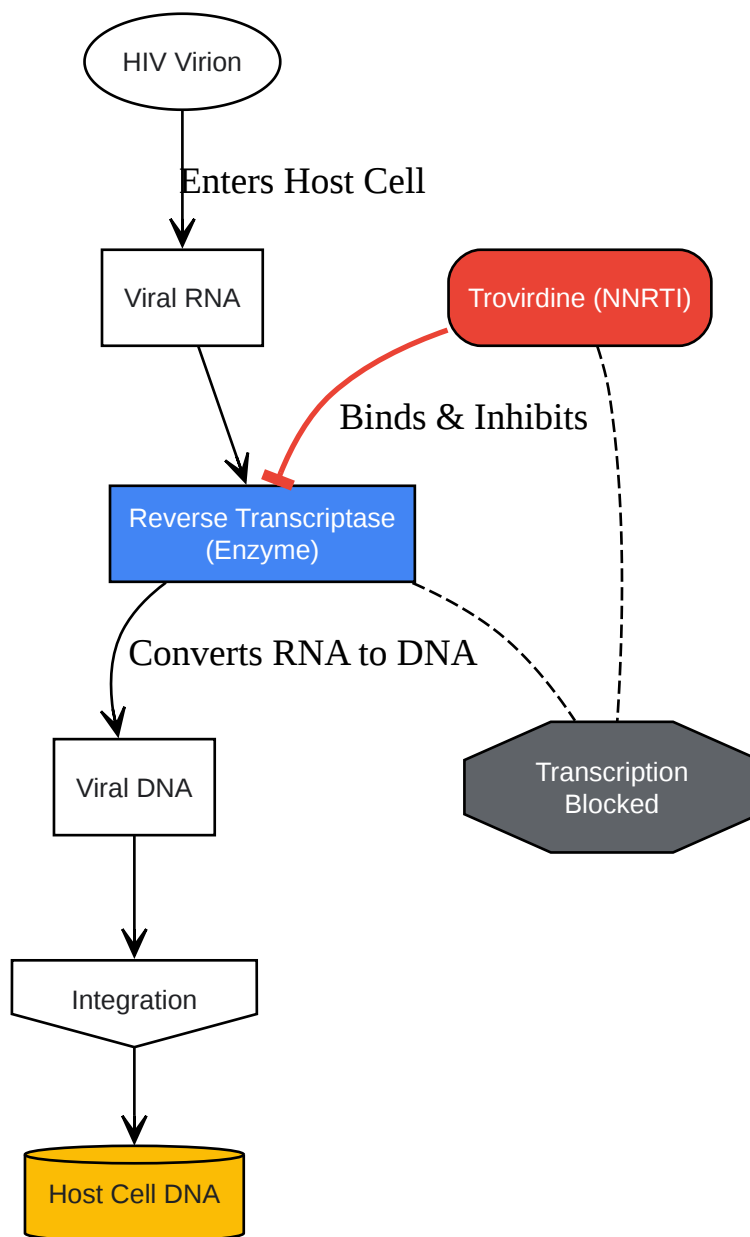 HIV Virion
Enters Host Cell
Viral RNA
Trovirdine (NNRTI)
Binds & Inhibits
Reverse Transcriptase
(Enzyme)
Converts RNA to DNA
Viral DNA
Transcription
Blocked
Integration
Host Cell DNA